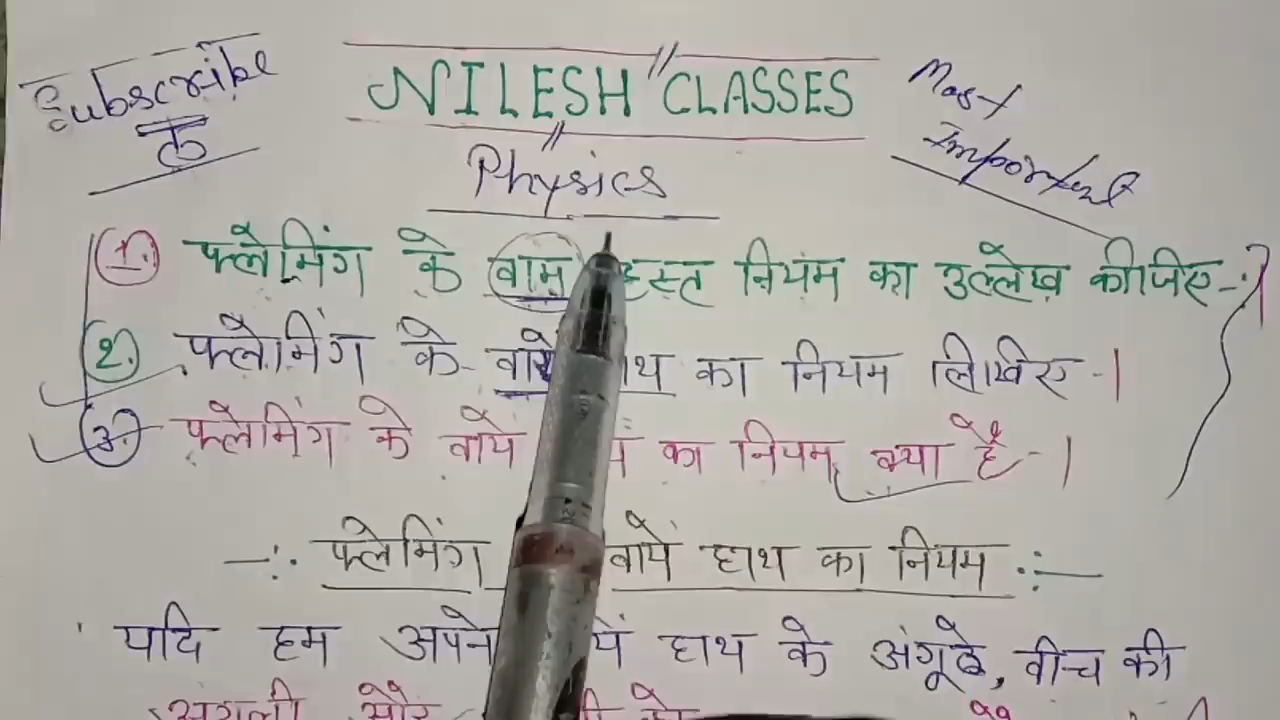 Subscribe
NILESH CLASSES
Most
Important
Physics
1. फ्लैमिंग के वाम हस्त नियम का उल्लेख कीजिए -।
2. फ्लैमिंग के वायें हाथ का नियम लिखिए -।
3. फ्लेमिंग के वाये का नियम क्या है -।
फ्लेमिंग वायें हाथ का नियम
यदि हम अपने हाथ के अंगूठे, वीच की